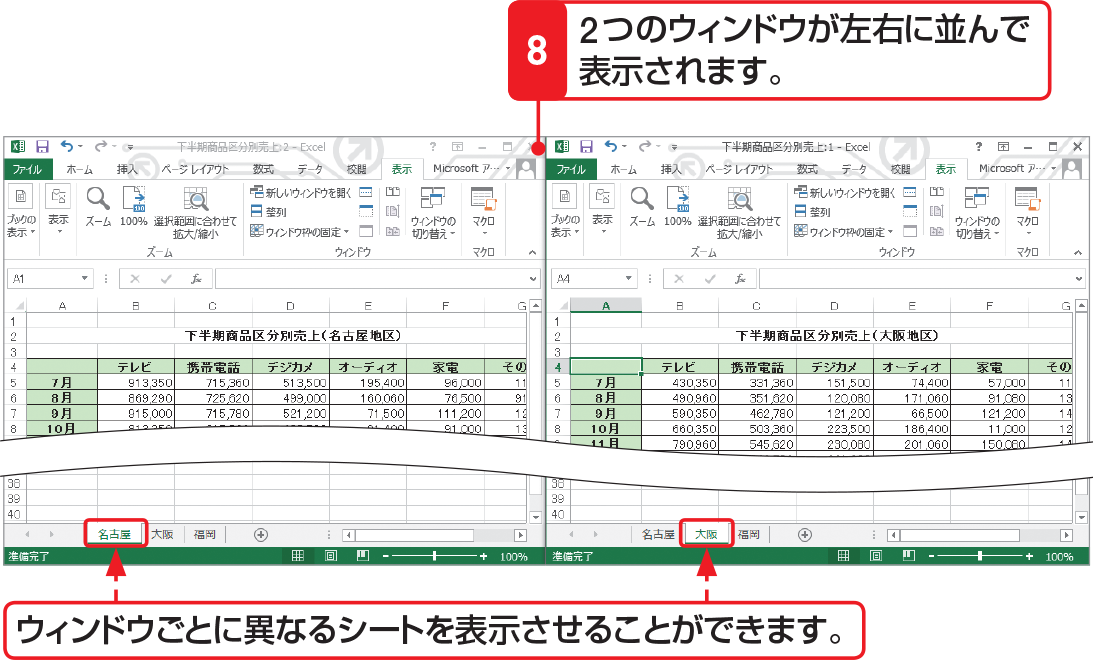 8
2つのウィンドウが左右に並んで
表示されます。
下半期商品区分別売上:2 - Excel
ファイル ホーム 挿入 ページ レイアウト 数式 データ 校閲 表示 Microsoft ア…
ブックの表示 表示 ズーム 100% 選択範囲に合わせて拡大/縮小
新しいウィンドウを開く
整列
ウィンドウ枠の固定
ウィンドウの切り替え マクロ
ズーム ウィンドウ マクロ
A1 fx
A B C D E F G
1
2 下半期商品区分別売上(名古屋地区)
3
4 テレビ 携帯電話 デジカメ オーディオ 家電 その
5 7月 913,350 715,360 513,500 195,400 96,000 11
6 8月 869,290 725,620 499,000 160,060 76,500 91
7 9月 915,000 715,780 521,200 71,500 111,200 12
8 10月 91,000 13
38
39
40
名古屋 大阪 福岡
準備完了 100%
下半期商品区分別売上:1 - Excel
ファイル ホーム 挿入 ページ レイアウト 数式 データ 校閲 表示 Microsoft ア…
ブックの表示 表示 ズーム 100% 選択範囲に合わせて拡大/縮小
新しいウィンドウを開く
整列
ウィンドウ枠の固定
ウィンドウの切り替え マクロ
ズーム ウィンドウ マクロ
A4 fx
A B C D E F G
1
2 下半期商品区分別売上(大阪地区)
3
4 テレビ 携帯電話 デジカメ オーディオ 家電 その
5 7月 430,350 331,360 151,500 74,400 57,000 11
6 8月 490,960 351,620 120,080 171,060 91,080 13
7 9月 590,350 462,780 121,200 66,500 121,200 14
8 10月 660,350 503,360 223,500 186,400 11,000 12
11月 790,960 545,620 230,080 201,060 150,080 14
38
39
40
名古屋 大阪 福岡
準備完了 100%
ウィンドウごとに異なるシートを表示させることができます。